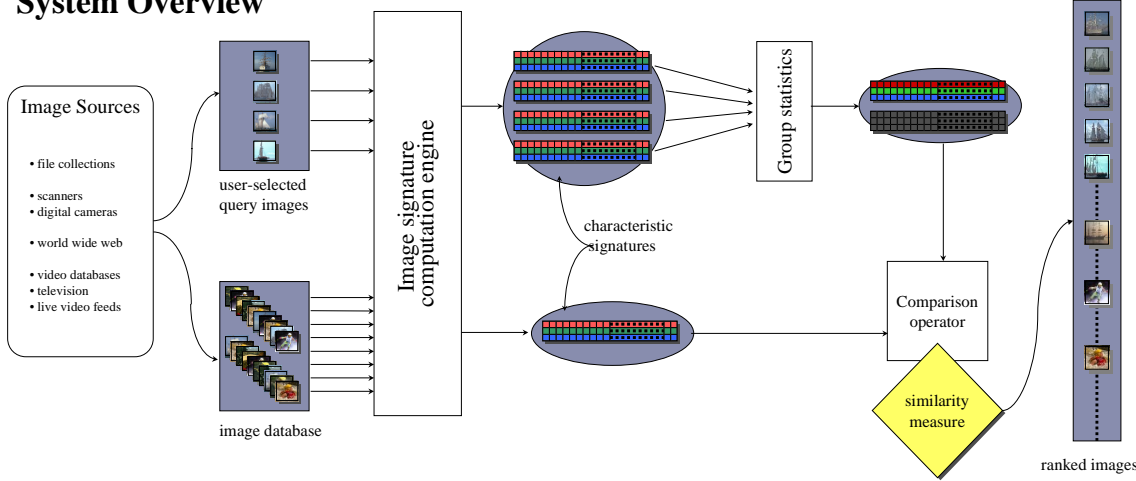 System Overview
Image Sources
• file collections
• scanners
• digital cameras
• world wide web
• video databases
• television
• live video feeds
user-selected
query images
image database
Image signature
computation engine
characteristic
signatures
Group statistics
Comparison
operator
similarity
measure
ranked images